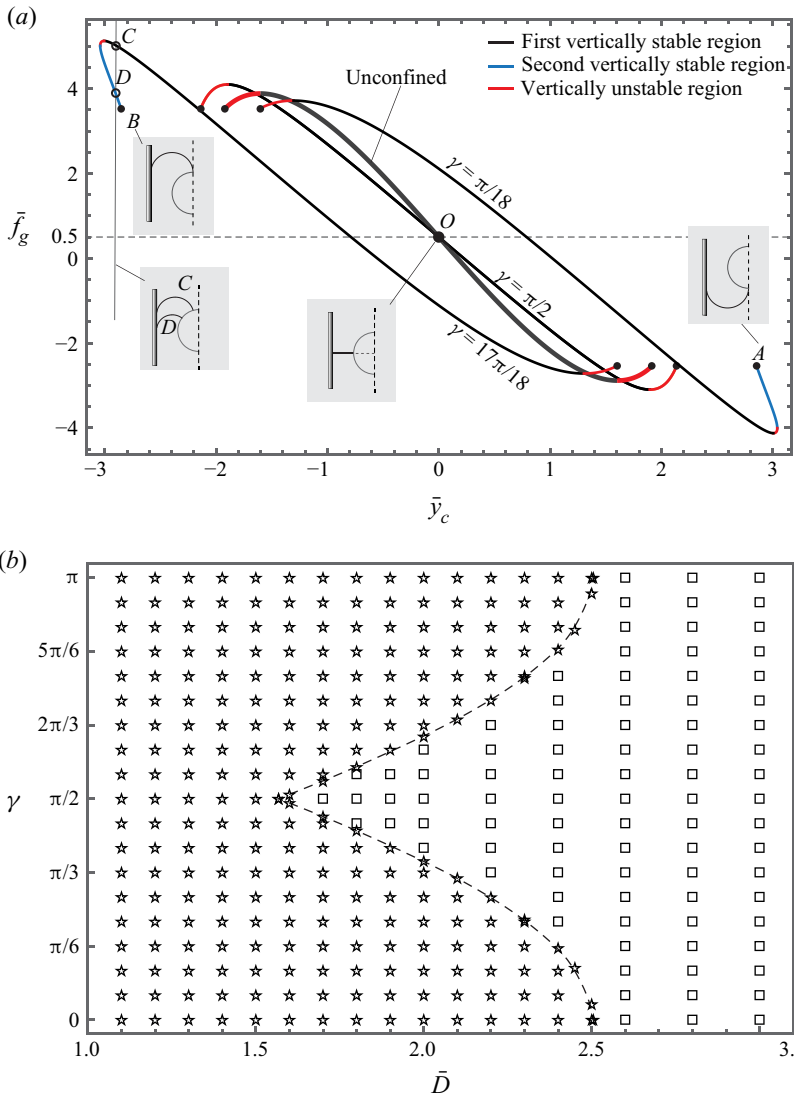 (a)
C
D
B
Unconfined
First vertically stable region
Second vertically stable region
Vertically unstable region
4
2
0.5
0
−2
−4
f̄g
γ = π/18
O
γ = π/2
γ = 17π/18
A
C
D
−3
−2
−1
0
1
2
3
ȳc
(b)
π
5π/6
2π/3
γ
π/2
π/3
π/6
0
1.0
1.5
2.0
2.5
3.
D̄